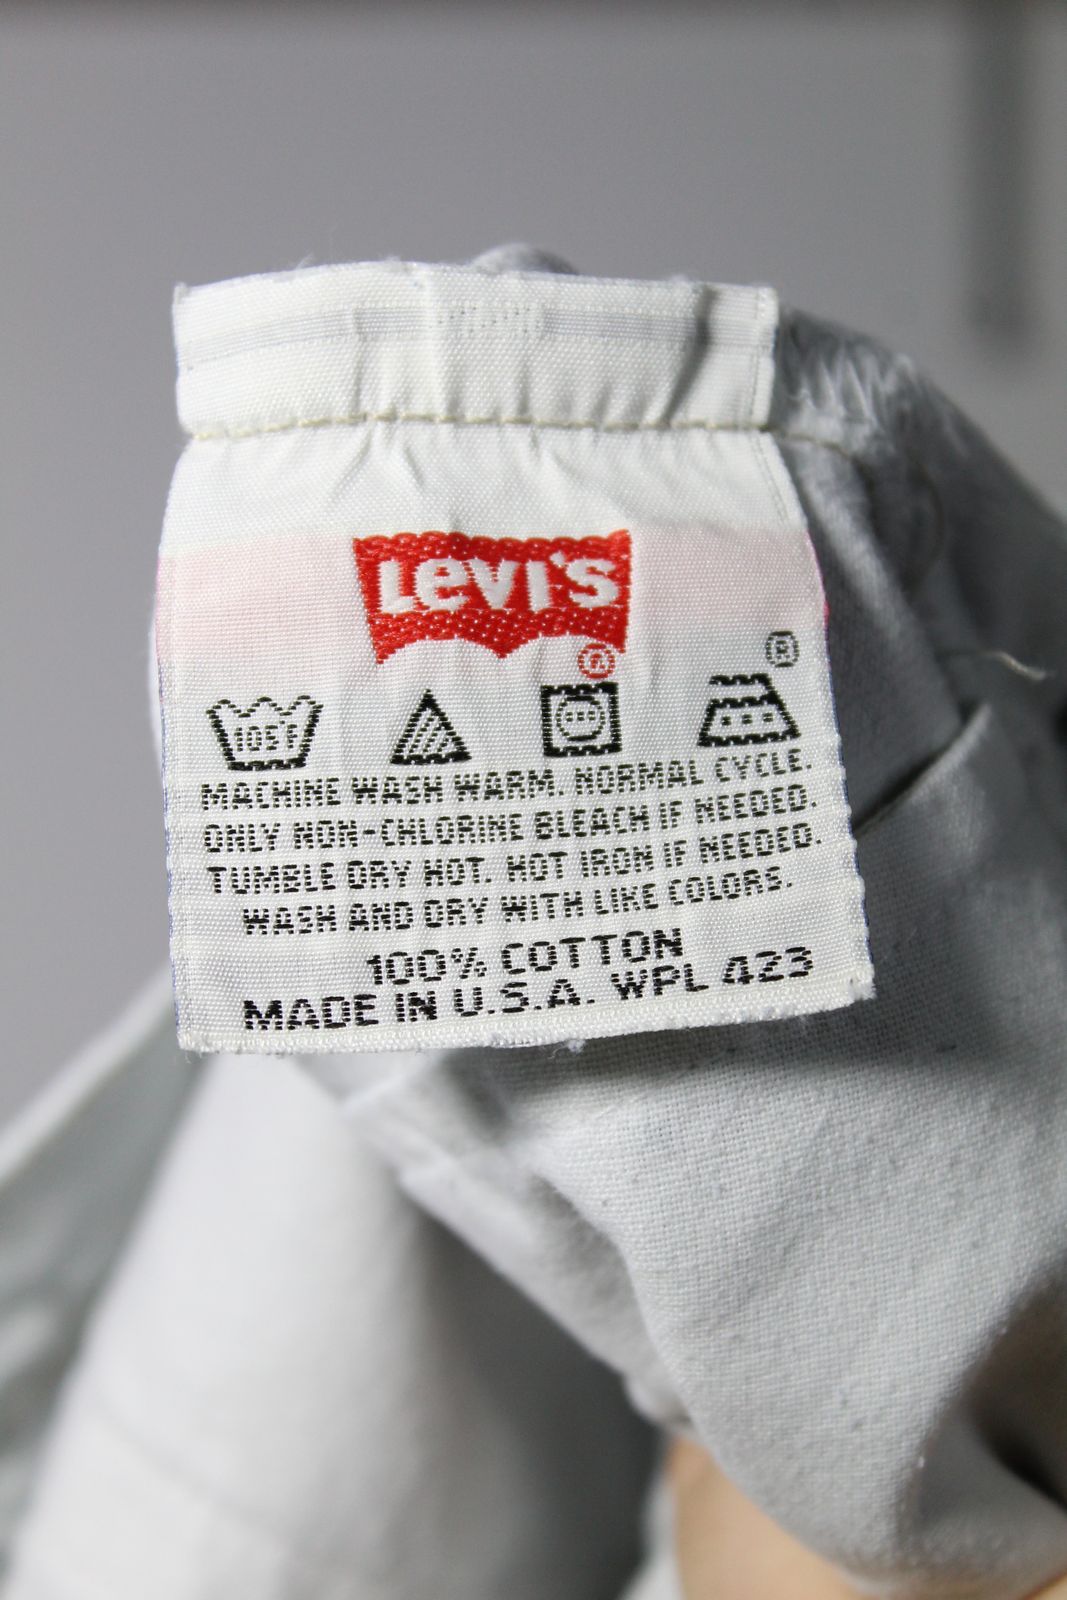 Levi's
®
®
105°F
MACHINE WASH WARM. NORMAL CYCLE.
ONLY NON-CHLORINE BLEACH IF NEEDED.
TUMBLE DRY HOT. HOT IRON IF NEEDED.
WASH AND DRY WITH LIKE COLORS.
100% COTTON
MADE IN U.S.A. WPL 423